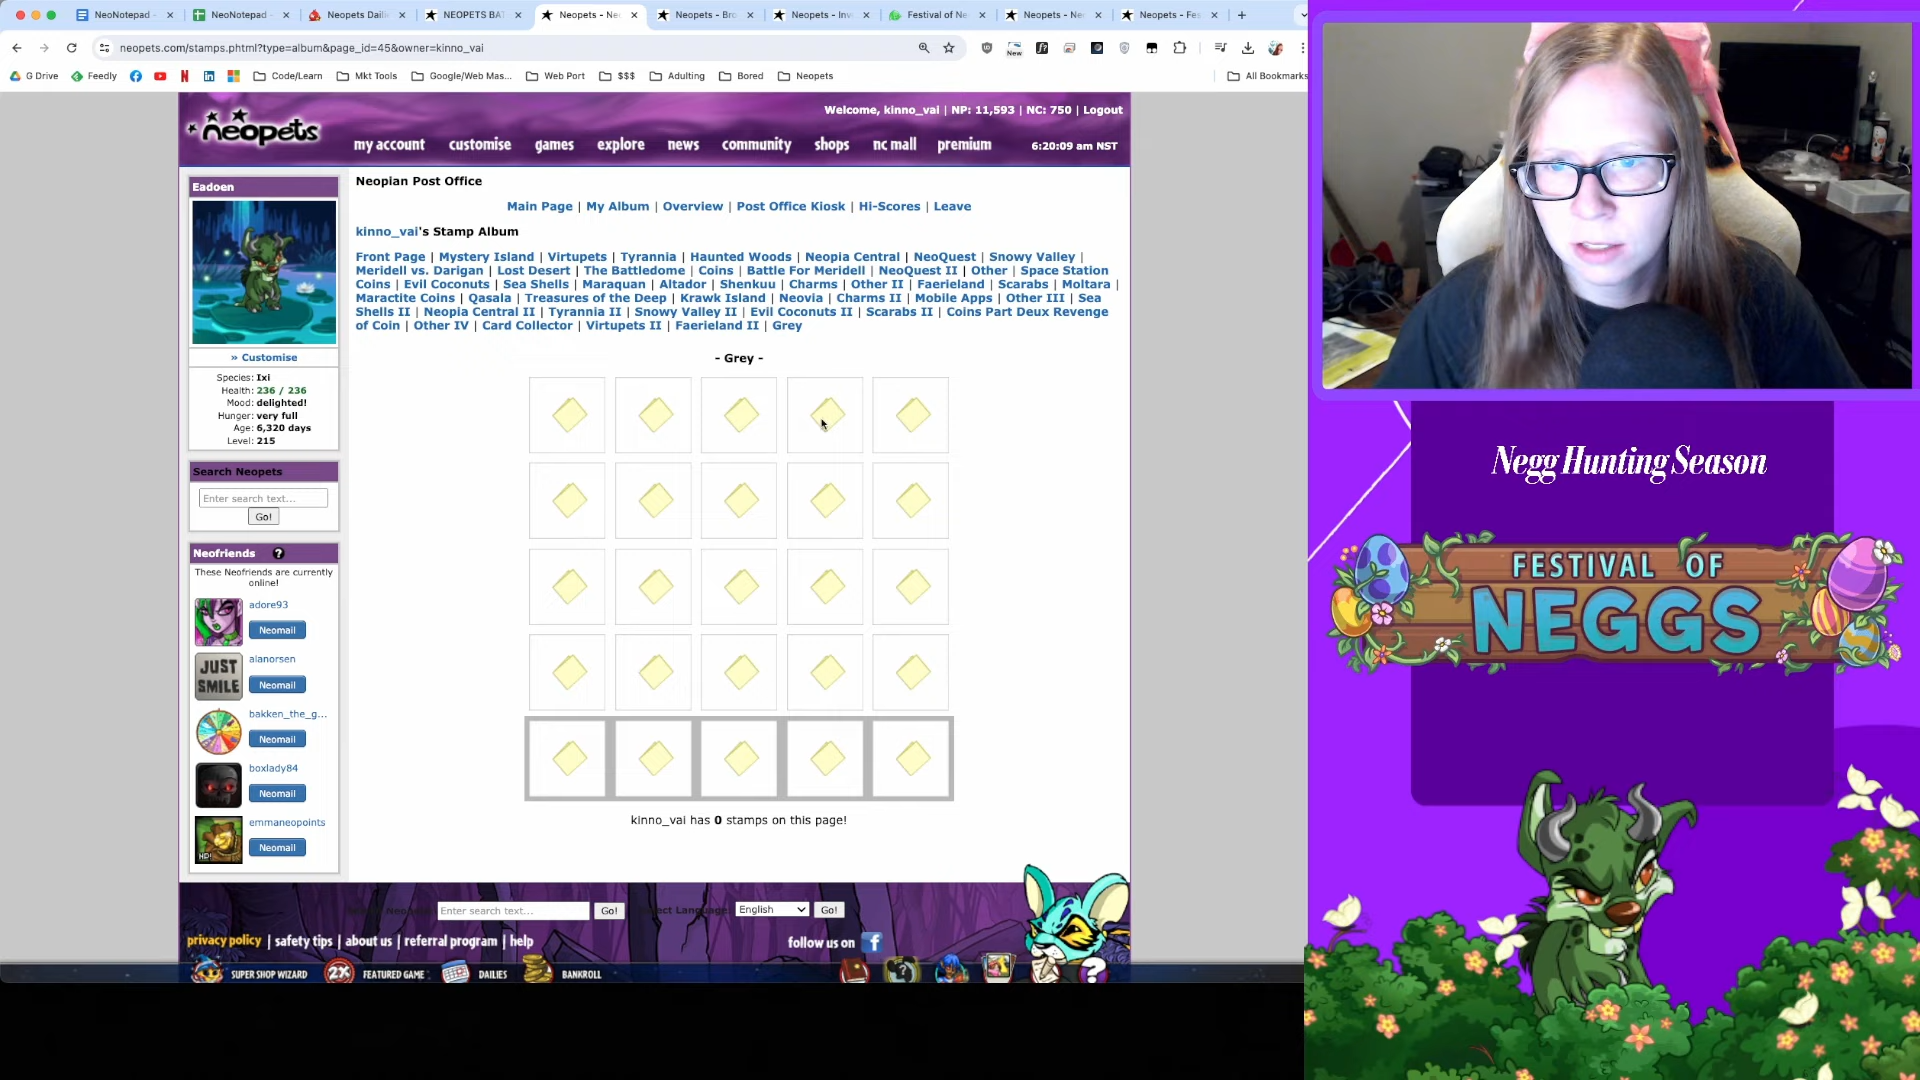 NeoNotepad -
NeoNotepad -
Neopets Daili
NEOPETS BAT
Neopets - Neo
Neopets - Bro
Neopets - Inv
Festival of Ne
Neopets - Ne
Neopets - Fes
neopets.com/stamps.phtml?type=album&page_id=45&owner=kinno_vai
New
G Drive
Feedly
Code/Learn
Mkt Tools
Google/Web Mas...
Web Port
$$$
Adulting
Bored
Neopets
All Bookmarks
neopets
Welcome, kinno_vai | NP: 11,593 | NC: 750 | Logout
my account customise games explore news community shops nc mall premium
6:20:09 am NST
Eadoen
» Customise
Species: Ixi
Health: 236 / 236
Mood: delighted!
Hunger: very full
Age: 6,320 days
Level: 215
Search Neopets
Enter search text...
Go!
Neofriends ?
These Neofriends are currently
online!
adore93
Neomail
JUST
SMILE
alanorsen
Neomail
bakken_the_g...
Neomail
boxlady84
Neomail
HP!
emmaneopoints
Neomail
Neopian Post Office
Main Page | My Album | Overview | Post Office Kiosk | Hi-Scores | Leave
kinno_vai's Stamp Album
Front Page | Mystery Island | Virtupets | Tyrannia | Haunted Woods | Neopia Central | NeoQuest | Snowy Valley |
Meridell vs. Darigan | Lost Desert | The Battledome | Coins | Battle For Meridell | NeoQuest II | Other | Space Station
Coins | Evil Coconuts | Sea Shells | Maraquan | Altador | Shenkuu | Charms | Other II | Faerieland | Scarabs | Moltara |
Maractite Coins | Qasala | Treasures of the Deep | Krawk Island | Neovia | Charms II | Mobile Apps | Other III | Sea
Shells II | Neopia Central II | Tyrannia II | Snowy Valley II | Evil Coconuts II | Scarabs II | Coins Part Deux Revenge
of Coin | Other IV | Card Collector | Virtupets II | Faerieland II | Grey
- Grey -
kinno_vai has 0 stamps on this page!
Enter search text...
Go!
Language:
English
Go!
privacy policy | safety tips | about us | referral program | help
follow us on f
SUPER SHOP WIZARD
2X FEATURED GAME
DAILIES
BANKROLL
Negg Hunting Season
FESTIVAL OF
NEGGS